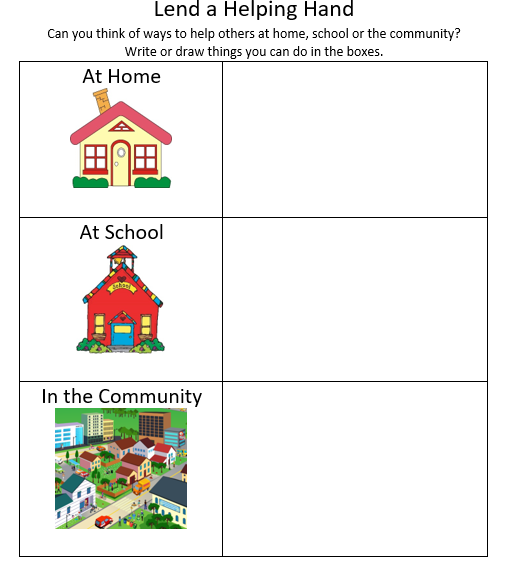 Lend a Helping Hand
Can you think of ways to help others at home, school or the community?
Write or draw things you can do in the boxes.
At Home
At School
School
In the Community